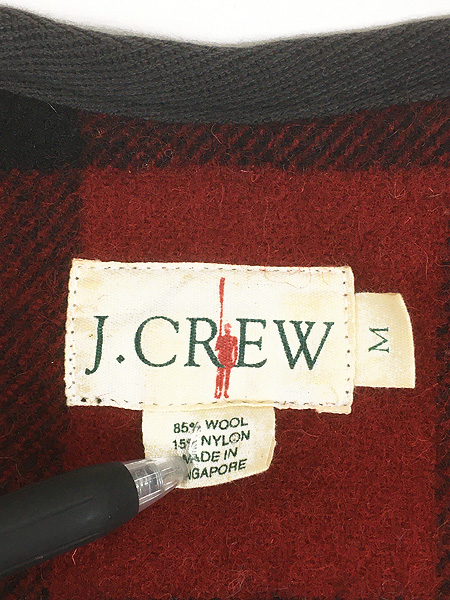 J.CREW
M
85% WOOL
15% NYLON
MADE IN
NGAPORE